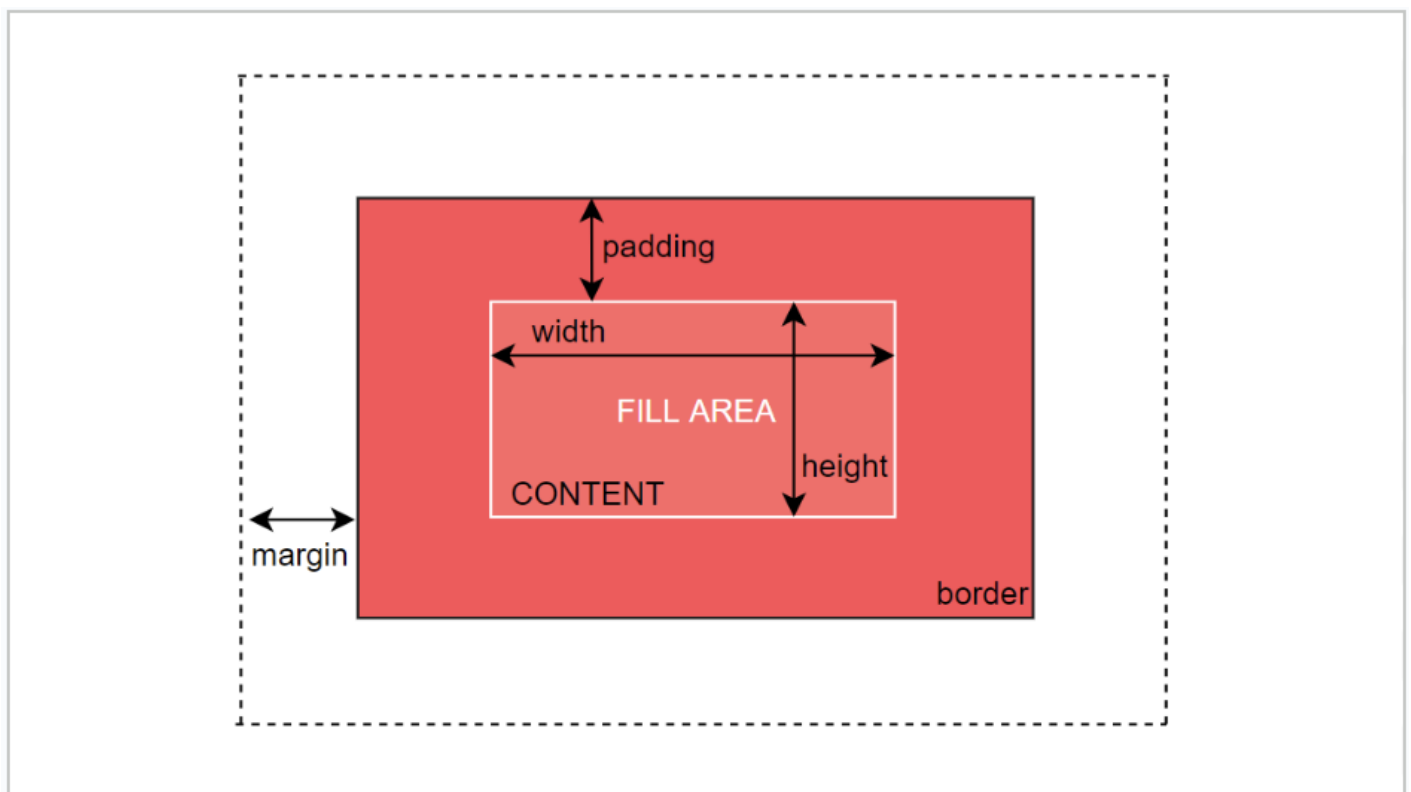 padding
width
FILL AREA
height
CONTENT
margin
border